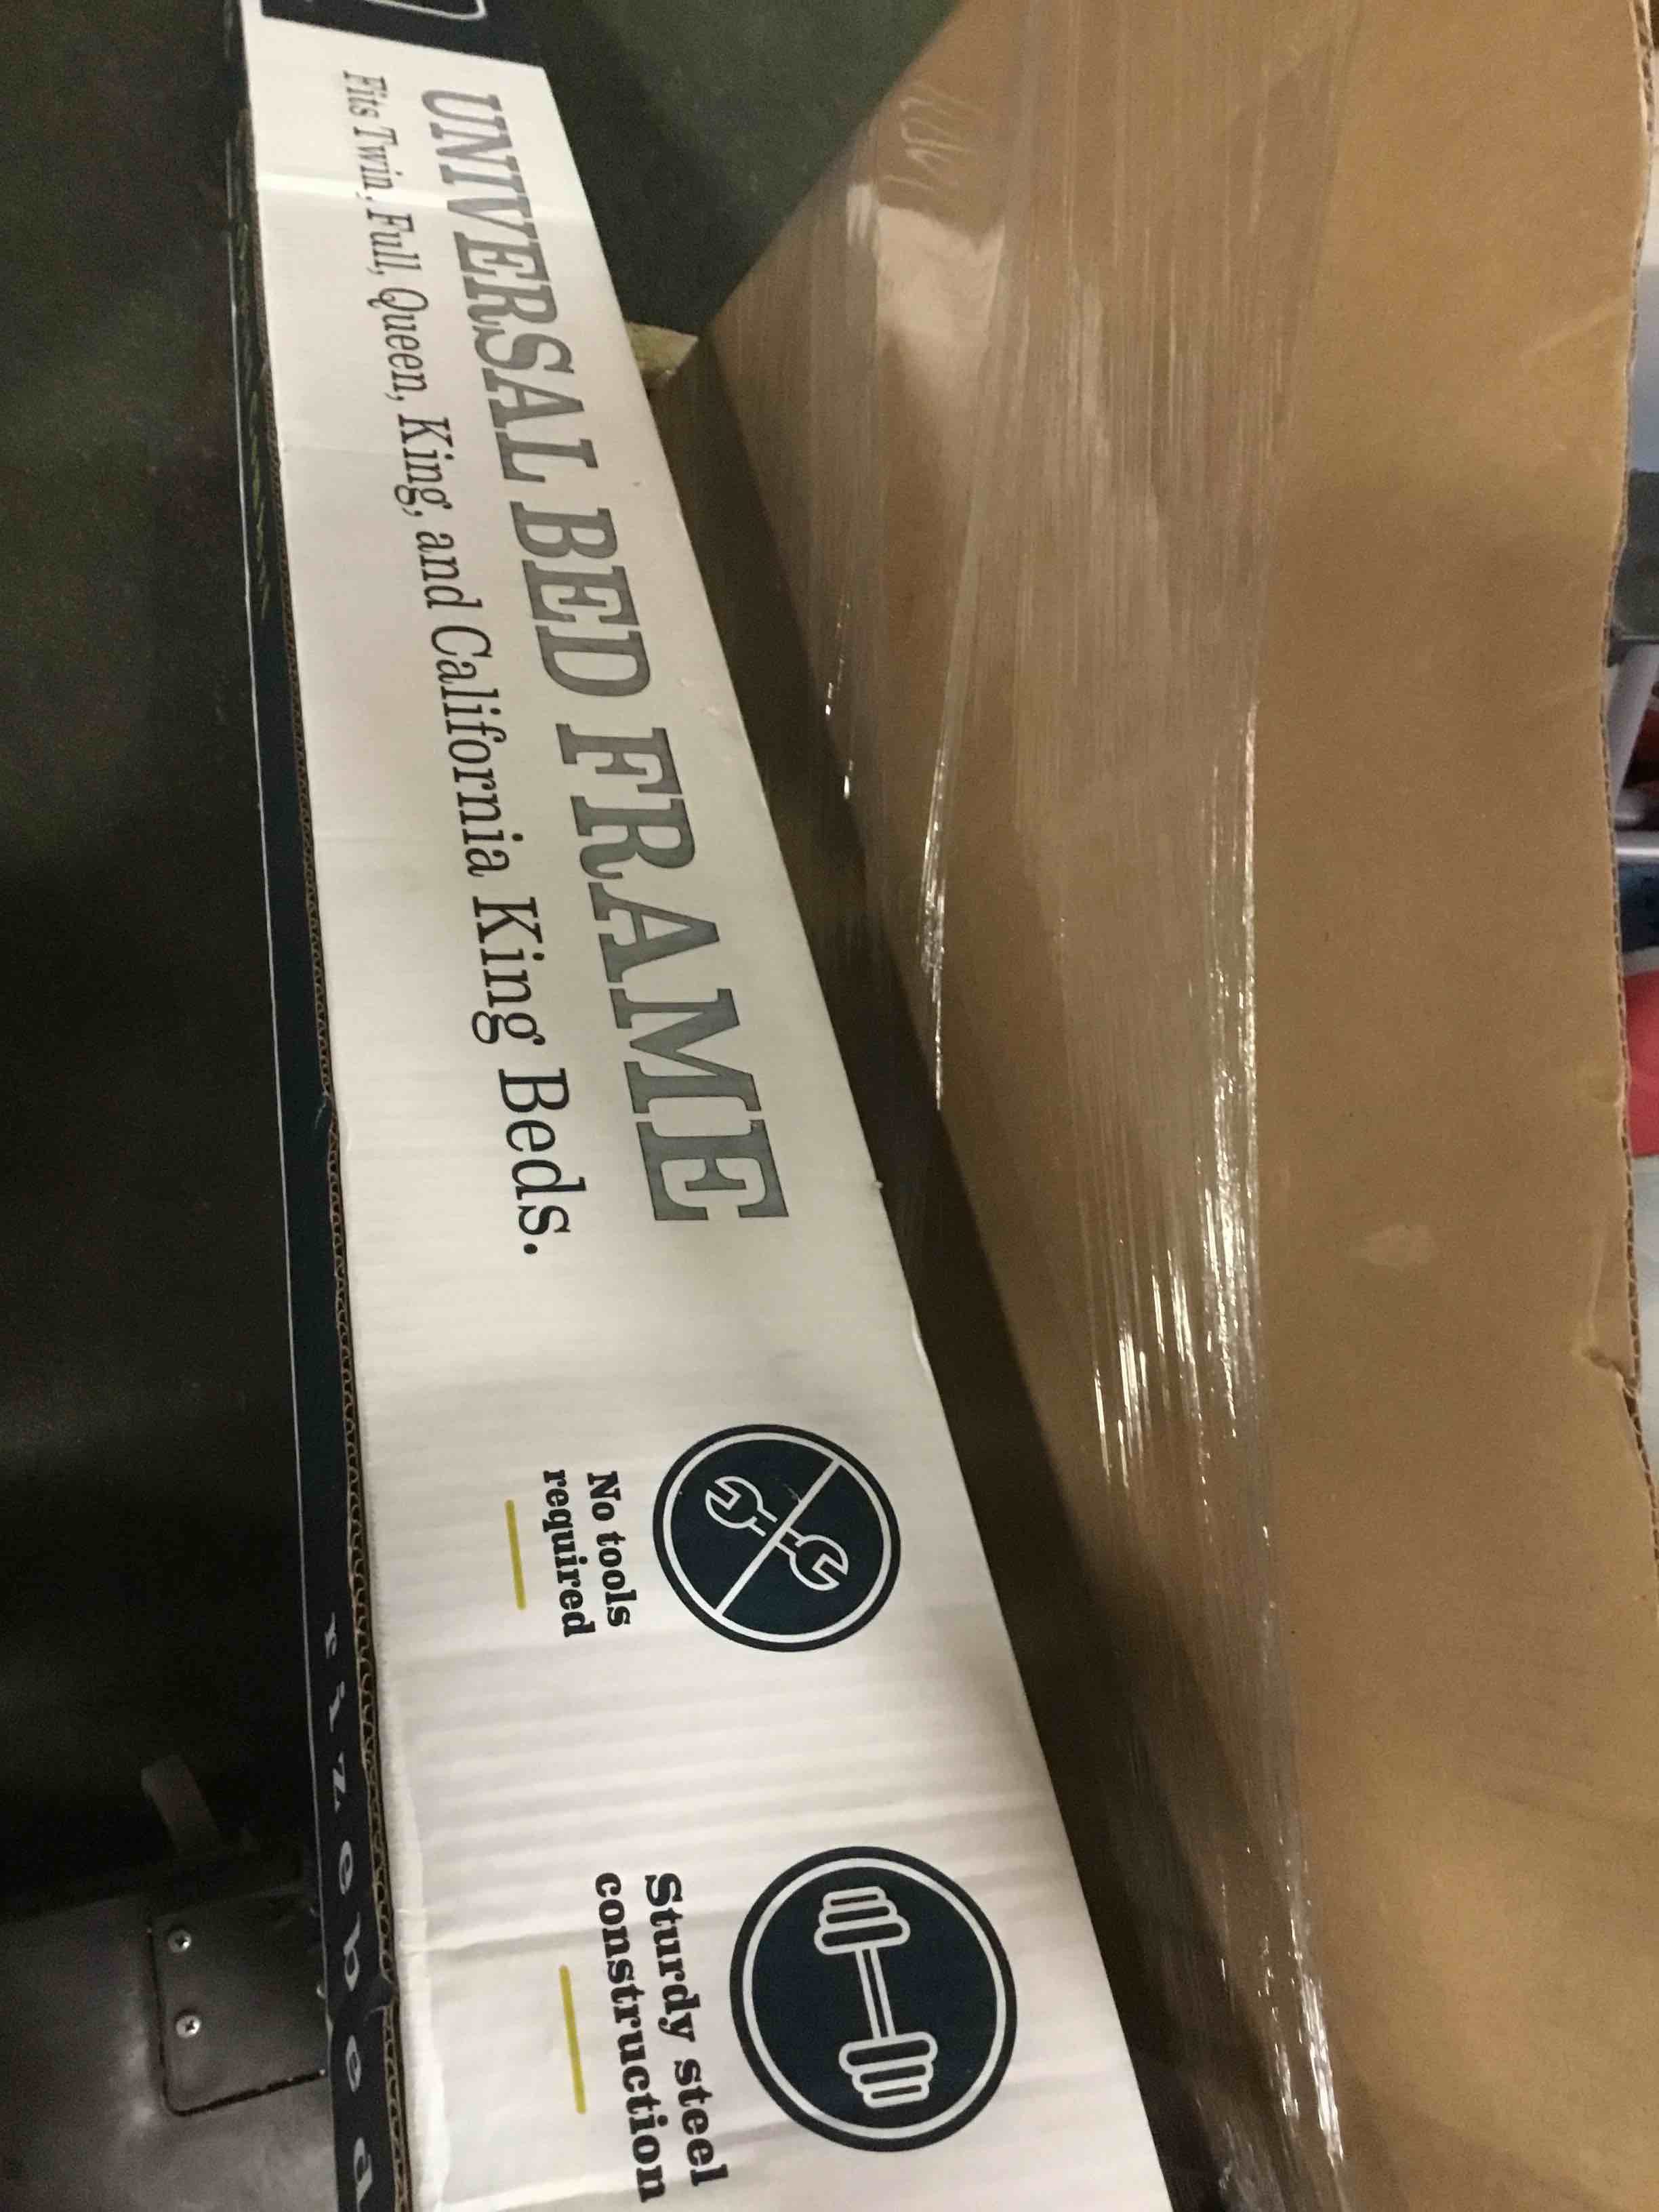 UNIVERSAL BED FRAME
Fits Twin, Full, Queen, King, and California King Beds.
No tools
required
Sturdy steel
construction